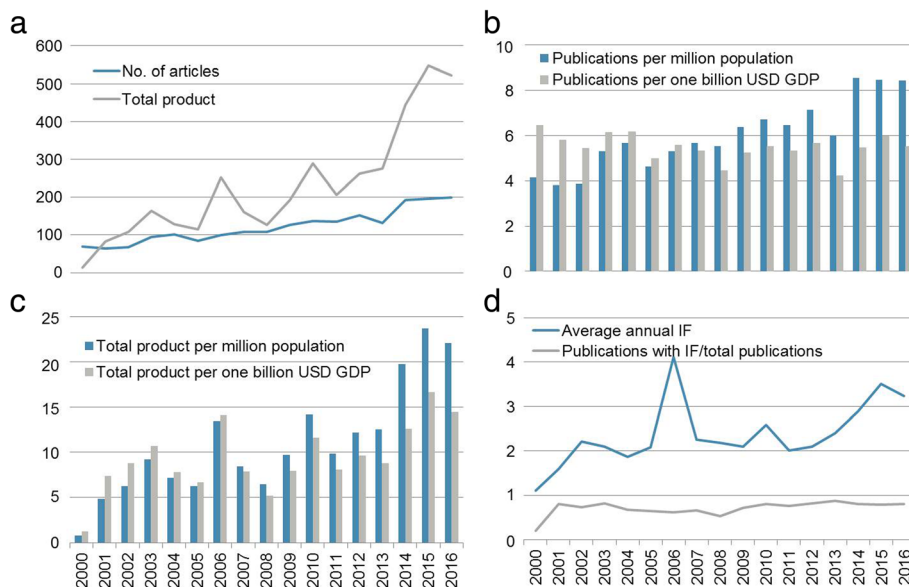 a
600
500
400
300
200
100
0
No. of articles
Total product
b
10
8
6
4
2
0
Publications per million population
Publications per one billion USD GDP
c
25
20
15
10
5
0
Total product per million population
Total product per one billion USD GDP
2000 2001 2002 2003 2004 2005 2006 2007 2008 2009 2010 2011 2012 2013 2014 2015 2016
d
5
4
3
2
1
0
Average annual IF
Publications with IF/total publications
2000 2001 2002 2003 2004 2005 2006 2007 2008 2009 2010 2011 2012 2013 2014 2015 2016